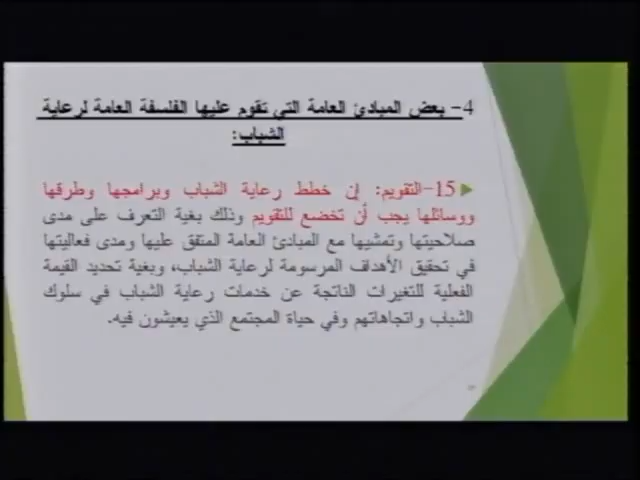 4- بعض المبادئ العامة التي تقوم عليها الفلسفة العامة لرعاية
الشباب:
15-التقويم: إن خطط رعاية الشباب وبرامجها وطرقها
ووسائلها يجب أن تخضع للتقويم وذلك بغية التعرف على مدى
صلاحيتها وتمشيها مع المبادئ العامة المتفق عليها ومدى فعاليتها
في تحقيق الأهداف المرسومة لرعاية الشباب، وبغية تحديد القيمة
الفعلية للتغيرات الناتجة عن خدمات رعاية الشباب في سلوك
الشباب واتجاهاتهم وفي حياة المجتمع الذي يعيشون فيه.